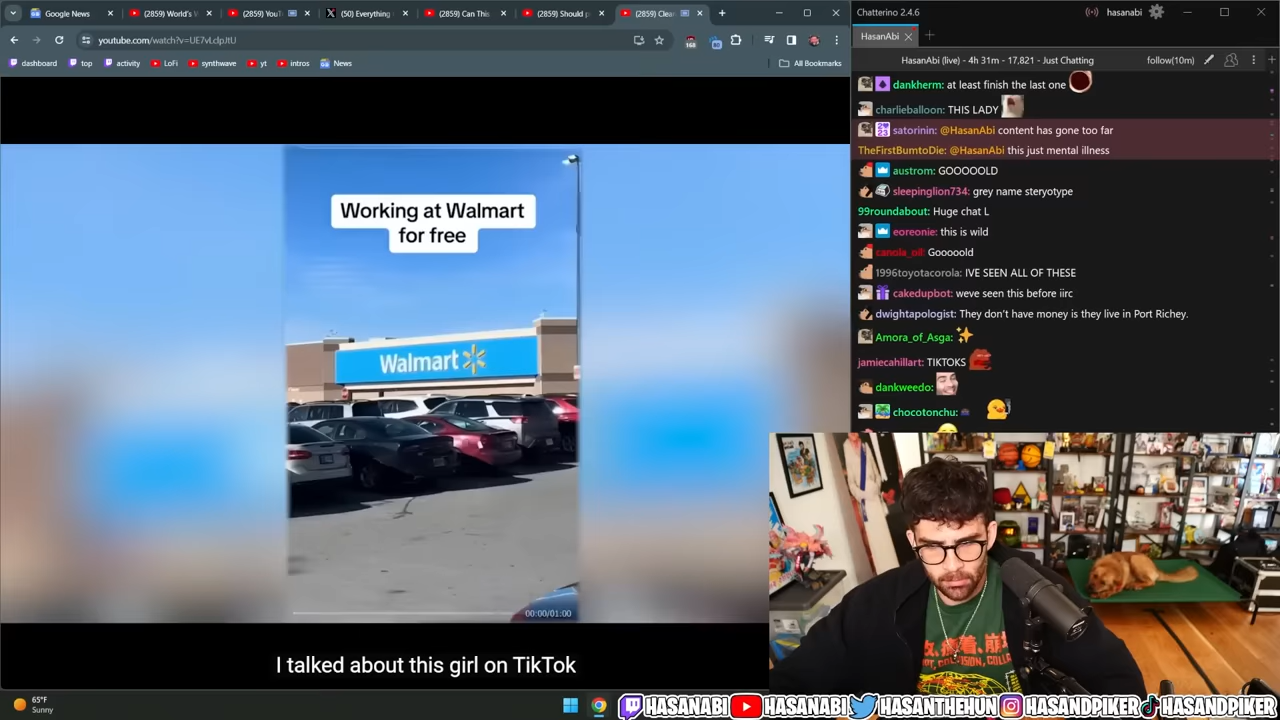 Google News
(2859) World's
(2859) YouT
(50) Everything
(2859) Can This
(2859) Should p
(2859) Clea
youtube.com/watch?v=UE7vLclpJtU
168
dashboard
top
activity
LoFi
synthwave
yt
intros
News
All Bookmarks
Working at Walmart
for free
Walmart
00:00/01:00
I talked about this girl on TikTok
65°F
Sunny
Chatterino 2.4.6
hasanabi
HasanAbi
HasanAbi (live) - 4h 31m - 17,821 - Just Chatting
follow(10m)
dankherm: at least finish the last one
charlieballoon: THIS LADY
satorinin: @HasanAbi content has gone too far
TheFirstBumtoDie: @HasanAbi this just mental illness
austrom: GOOOOOLD
sleepinglion734: grey name steryotype
99roundabout: Huge chat L
eoreonie: this is wild
canola_oil: Gooooold
1996toyotacorola: IVE SEEN ALL OF THESE
cakedupbot: weve seen this before iirc
dwightapologist: They don't have money is they live in Port Richey.
Amora_of_Asga:
jamiecahillart: TIKTOKS
dankweedo:
chocotonchu:
HASANABI
HASANABI
HASANTHEHUN
HASANDPIKER
HASANDPIKER